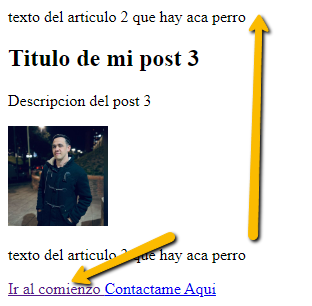 texto del articulo 2 que hay aca perro
Titulo de mi post 3
Descripcion del post 3
texto del articulo 3 que hay aca perro
Ir al comienzo Contactame Aqui